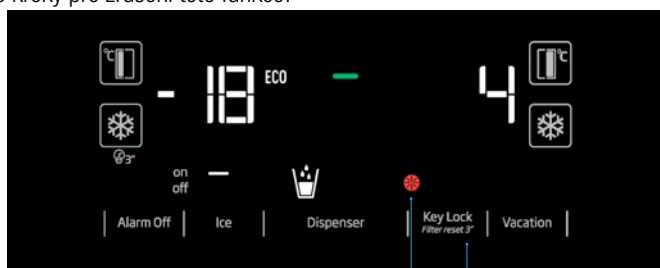 kroky pro zrušení této funkce.
°C
°C
- 18 ECO
4
3"
on
off
Alarm Off
Ice
Dispenser
Key Lock
Filter reset 3"
Vacation